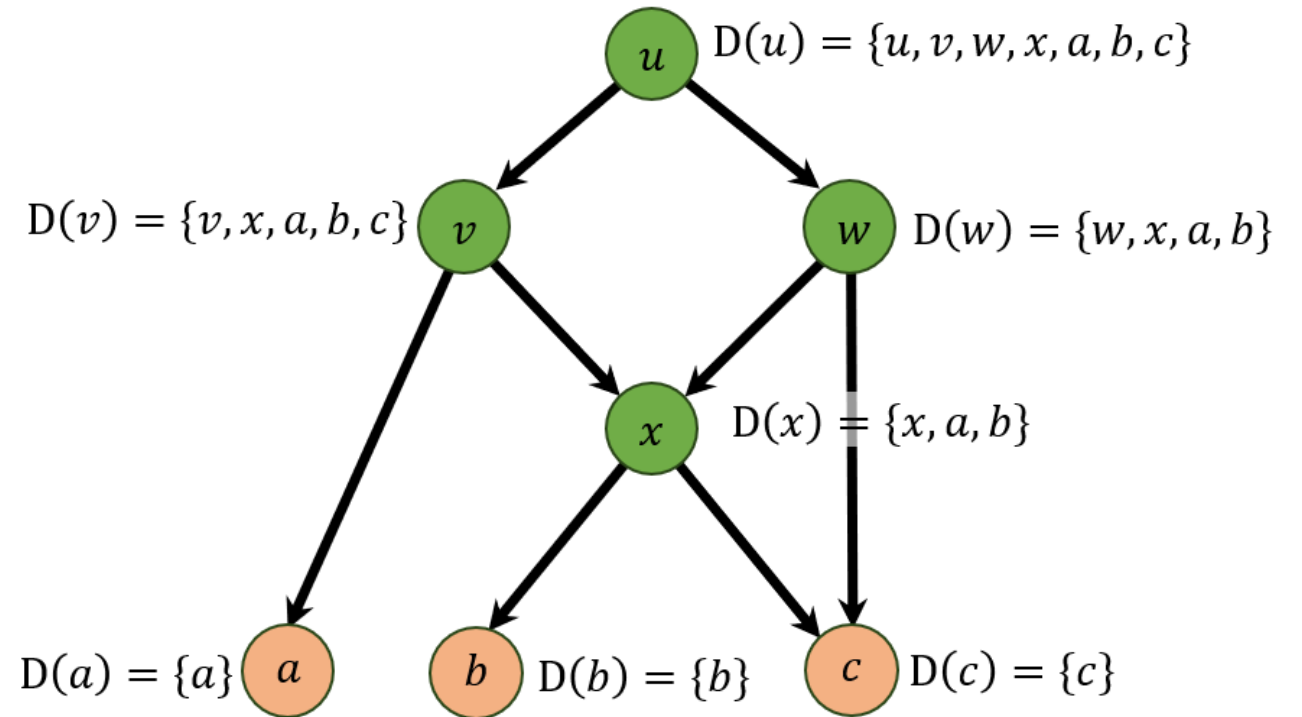 u D(u) = {u, v, w, x, a, b, c}
D(v) = {v, x, a, b, c} v w D(w) = {w, x, a, b}
x D(x) = {x, a, b}
D(a) = {a} a b D(b) = {b} c D(c) = {c}